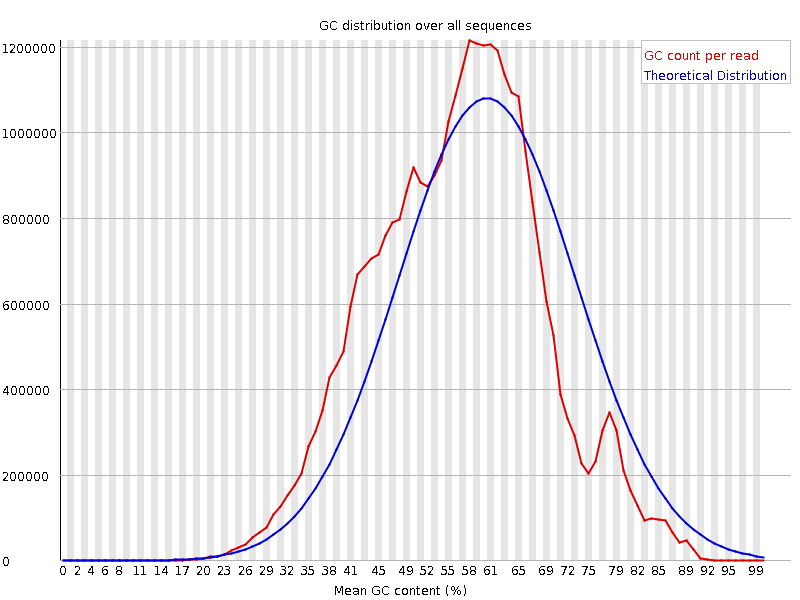 GC distribution over all sequences
1200000
GC count per read
Theoretical Distribution
1000000
800000
600000
400000
200000
0
0 2 4 6 8 11 14 17 20 23 26 29 32 35 38 41 45 49 52 55 58 61 65 69 72 75 79 82 85 89 92 95 99
Mean GC content (%)